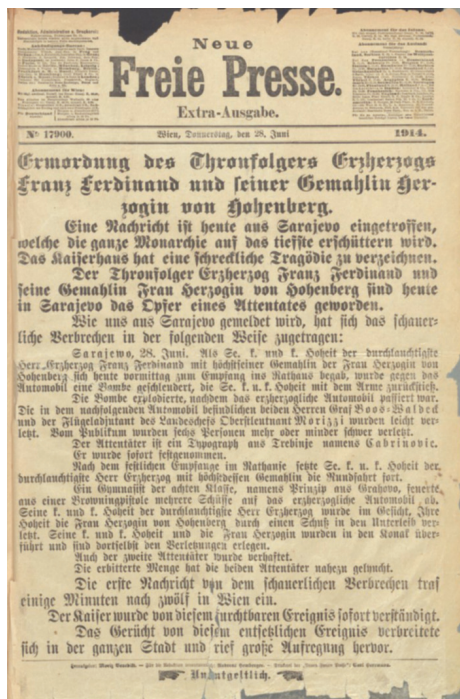 Neue
Freie Presse.
Extra-Ausgabe.
Nr. 17900. Wien, Donnerstag, den 28. Juni 1914.
Ermordung des Thronfolgers Erzherzogs
Franz Ferdinand und seiner Gemahlin Her-
zogin von Hohenberg.
Eine Nachricht ist heute aus Sarajevo eingetroffen,
welche die ganze Monarchie auf das tiefste erschüttern wird.
Das Kaiserhaus hat eine schreckliche Tragödie zu verzeichnen.
Der Thronfolger Erzherzog Franz Ferdinand und
seine Gemahlin Frau Herzogin von Hohenberg sind heute
in Sarajevo das Opfer eines Attentates geworden.
Wie uns aus Sarajevo gemeldet wird, hat sich das schauer-
liche Verbrechen in der folgenden Weise zugetragen:
Sarajewo, 28. Juni. Als Se. k. und k. Hoheit der durchlauchtigste
Herr Erzherzog Franz Ferdinand mit höchstseiner Gemahlin der Frau Herzogin von
Hohenberg sich heute vormittag zum Empfang ins Rathaus begab, wurde gegen das
Automobil eine Bombe geschleudert, die Se. k. u. k. Hoheit mit dem Arme zurückstieß.
Die Bombe explodierte, nachdem das erzherzogliche Automobil passiert war.
Die in dem nachfolgenden Automobil befindlichen beiden Herren Graf Boos-Waldeck
und der Flügeladjutant des Landeschefs Oberstleutnant Morizzi wurden leicht ver-
letzt. Vom Publikum wurden sechs Personen mehr oder minder schwer verletzt.
Der Attentäter ist ein Typograph aus Trebinje namens Cabrinovic.
Er wurde sofort festgenommen.
Nach dem festlichen Empfange im Rathause setzte Se. k. u. k. Hoheit der
durchlauchtigste Herr Erzherzog mit höchstdessen Gemahlin die Rundfahrt fort.
Ein Gymnasist der achten Klasse, namens Prinzip aus Grahovo, feuerte
aus einer Browningpistole mehrere Schüsse auf das erzherzogliche Automobil ab.
Seine k. und k. Hoheit der durchlauchtigste Herr Erzherzog wurde im Gesicht, Ihre
Hoheit die Frau Herzogin von Hohenberg durch einen Schuß in den Unterleib ver-
letzt. Seine k. und k. Hoheit und die Frau Herzogin wurden in den Konak über-
führt und sind dortselbst den Verletzungen erlegen.
Auch der zweite Attentäter wurde verhaftet.
Die erbitterte Menge hat die beiden Attentäter nahezu gelyncht.
Die erste Nachricht von dem schauerlichen Verbrechen traf
einige Minuten nach zwölf in Wien ein.
Der Kaiser wurde von diesem furchtbaren Ereignis sofort verständigt.
Das Gerücht von diesem entsetzlichen Ereignis verbreitete
sich in der ganzen Stadt und rief große Aufregung hervor.
Unentgeltlich.